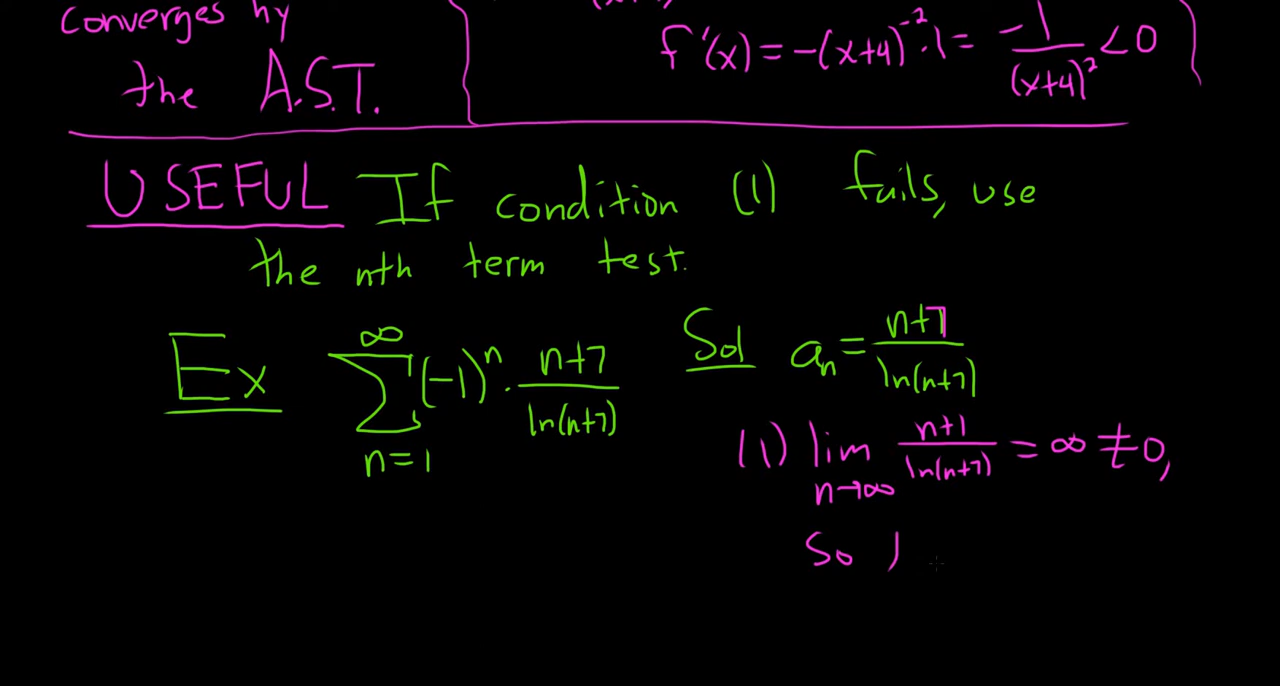 converges by
the A.S.T.
f'(x) = -(x+4)^-2 · 1 = -1/(x+4)^2 < 0
USEFUL If condition (1) fails, use
the nth term test.
Ex ∑_{n=1}^{∞} (-1)^n · (n+7)/(ln(n+7))
Sol a_n = (n+7)/(ln(n+7))
(1) lim_{n→∞} (n+1)/(ln(n+7)) = ∞ ≠ 0,
So